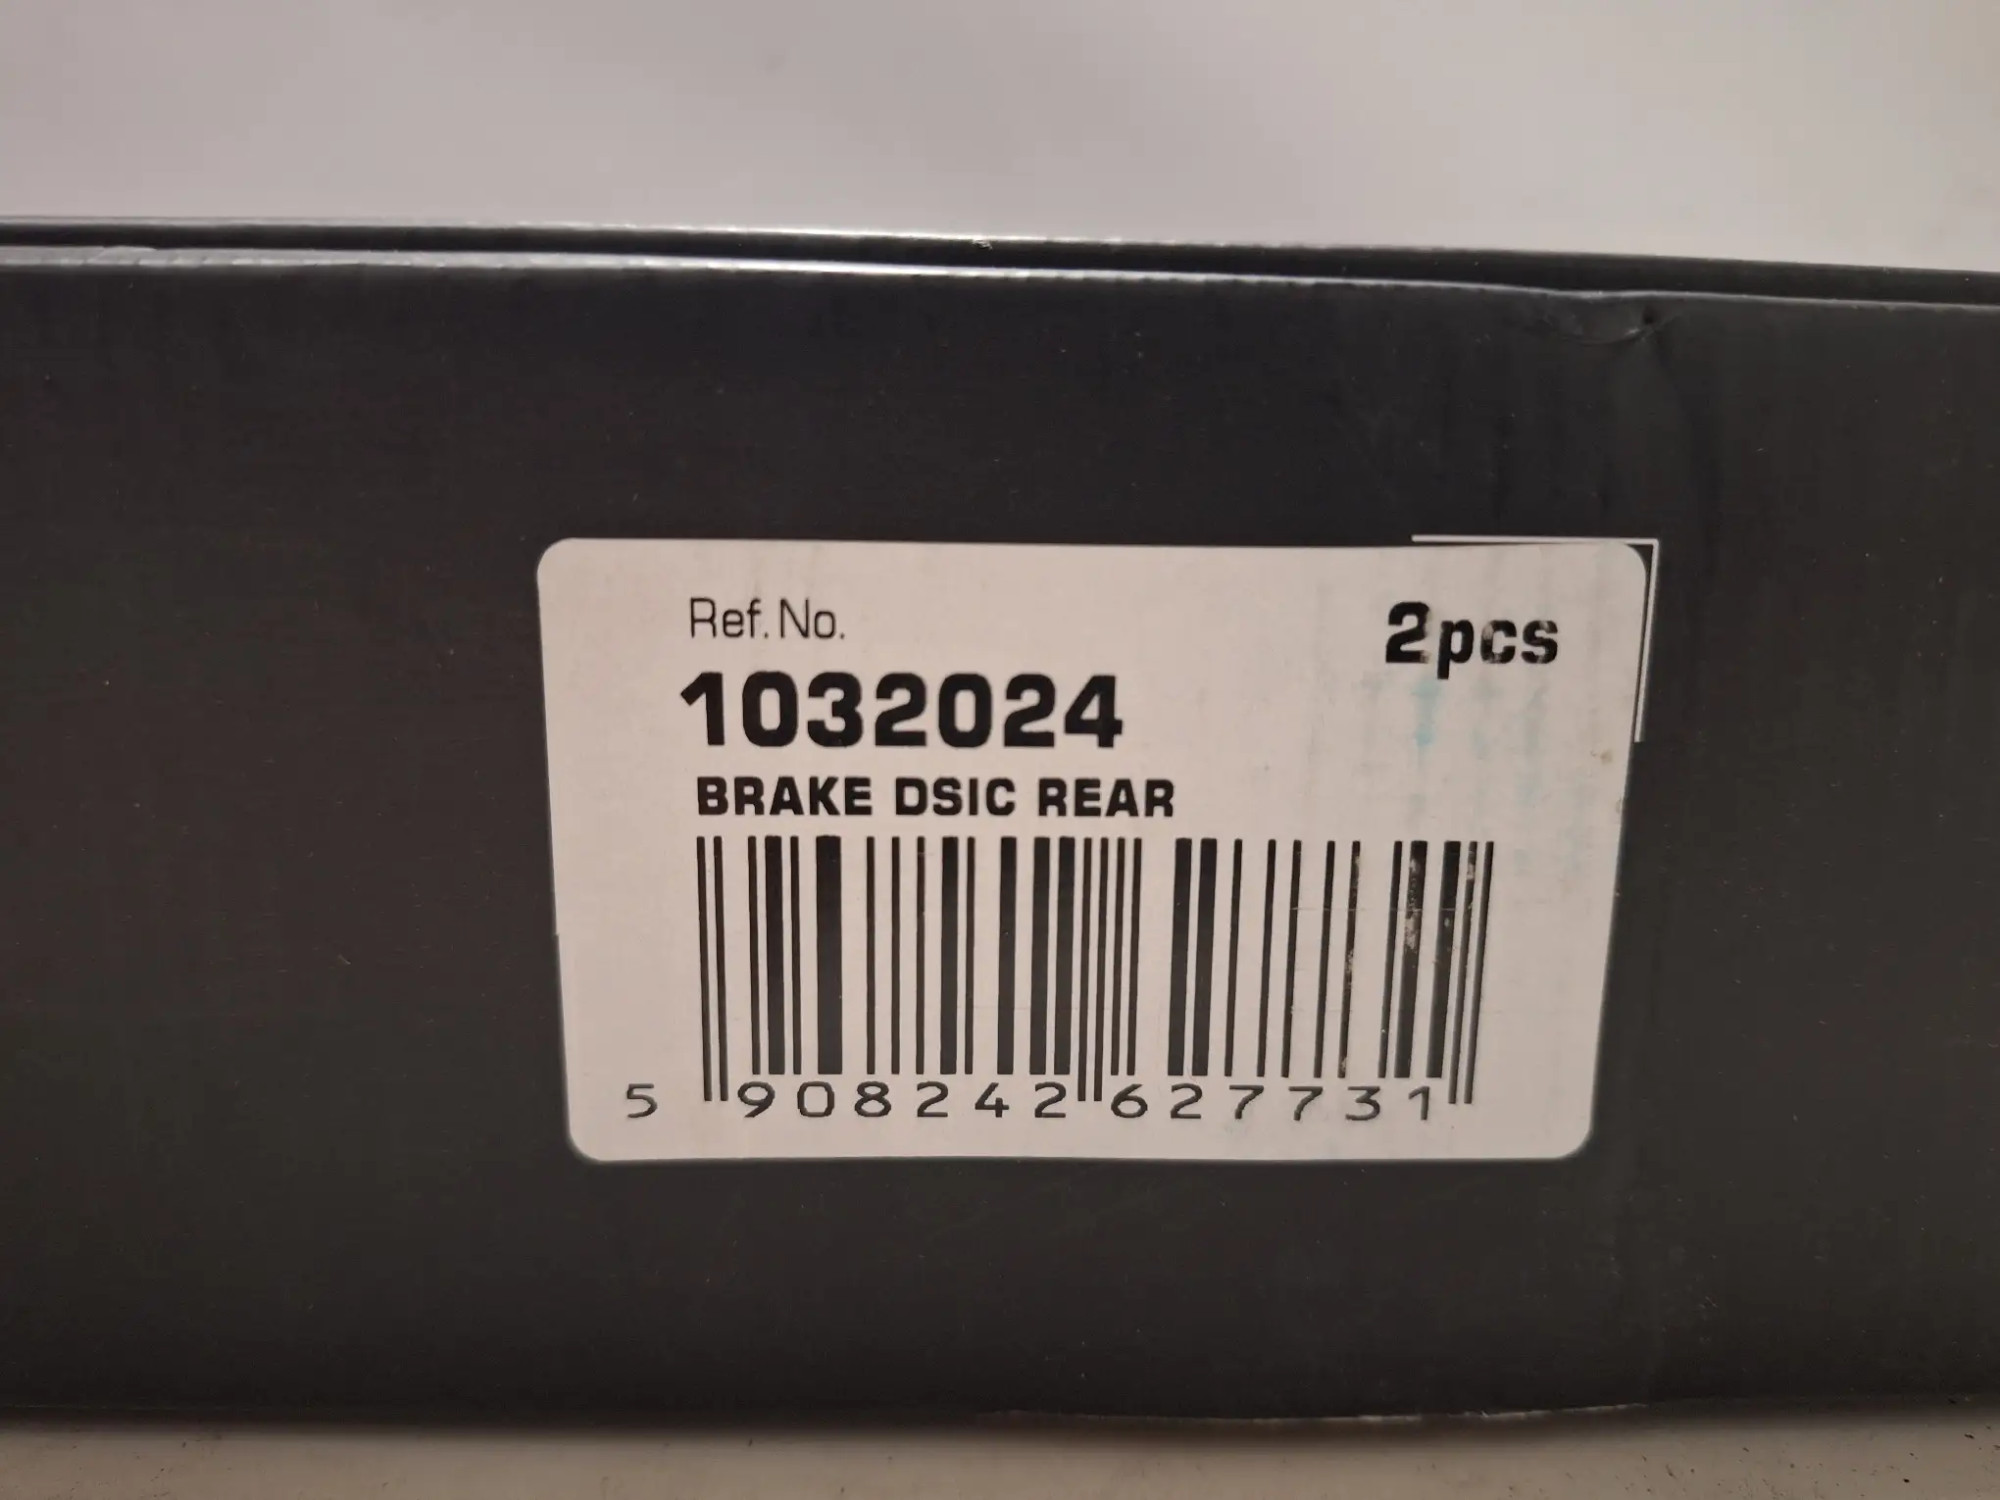 Ref. No.
2pcs
1032024
BRAKE DSIC REAR
5 908242 627731